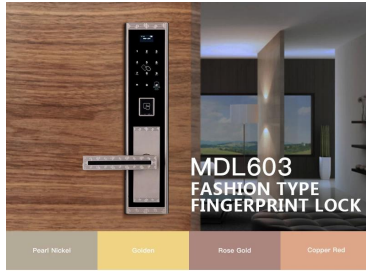 MDL603
FASHION TYPE
FINGERPRINT LOCK
Pearl Nickel
Golden
Rose Gold
Copper Red